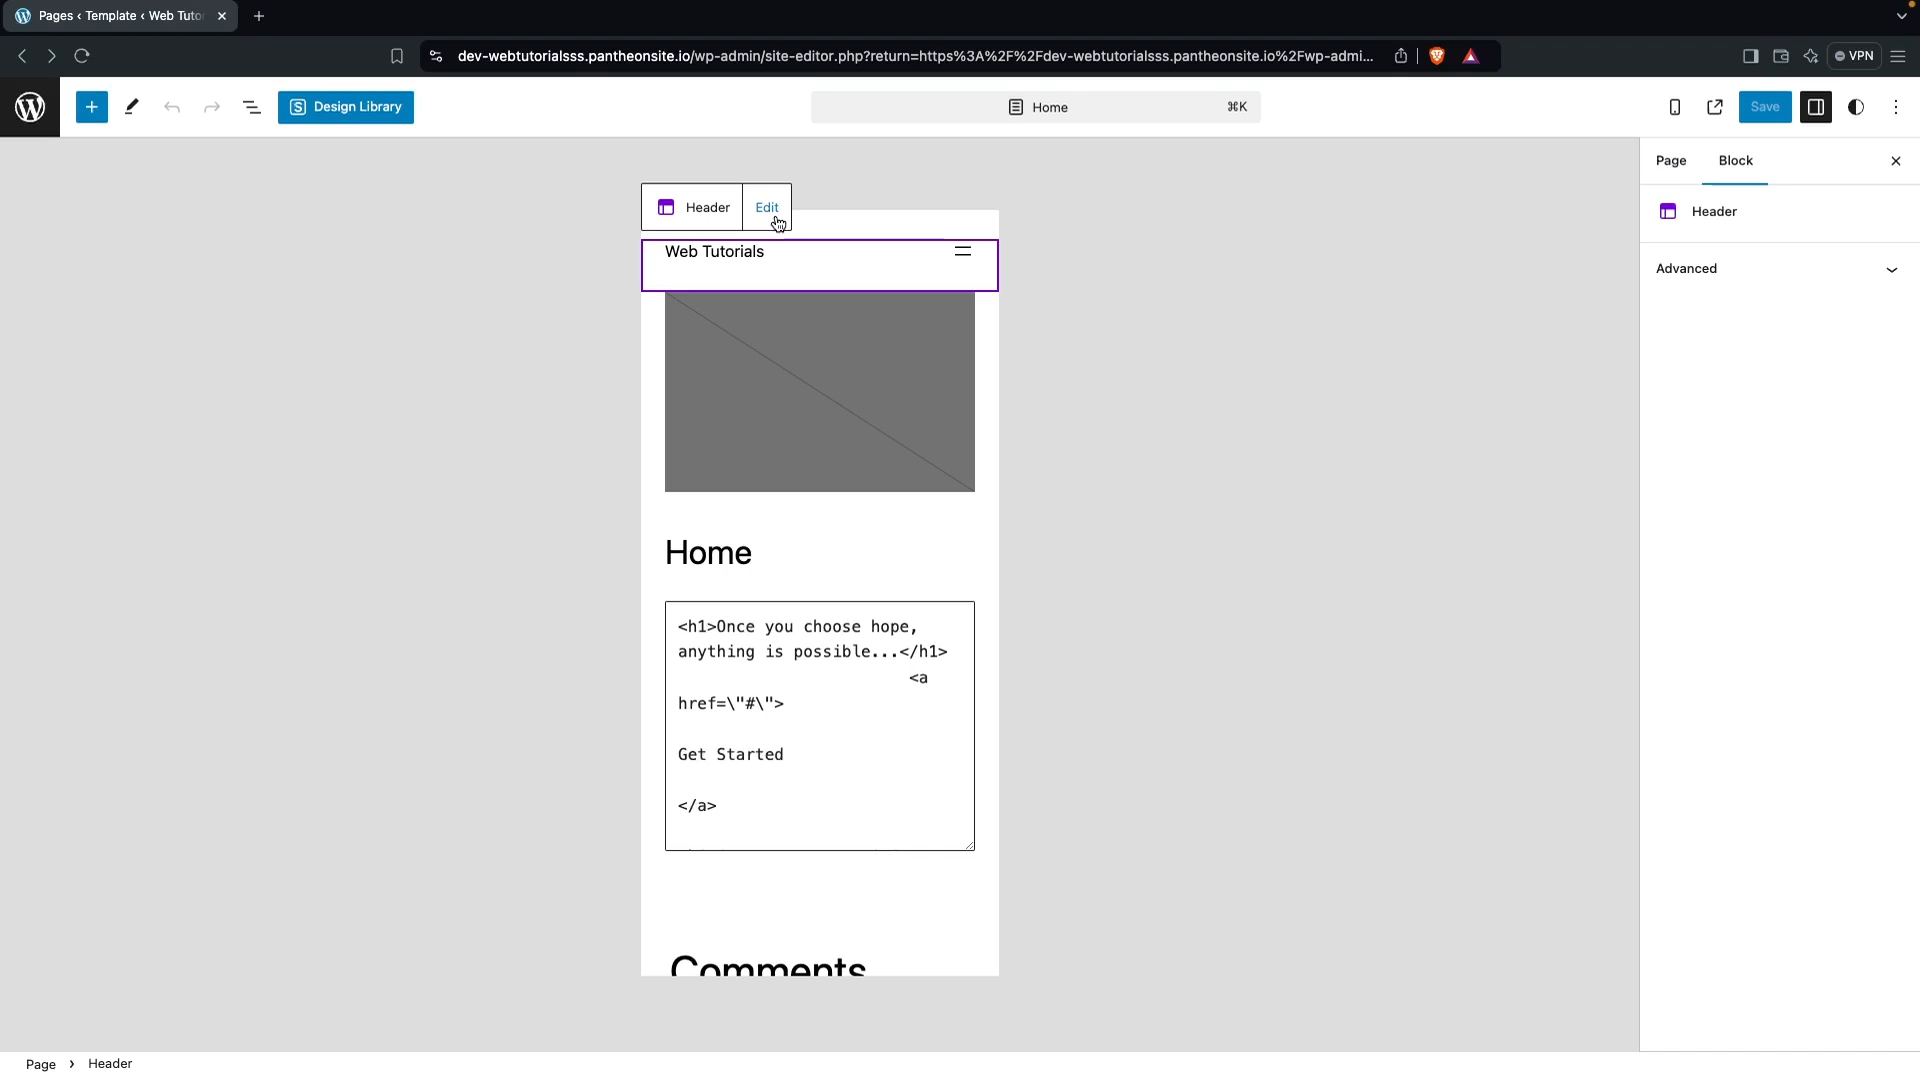 Pages ‹ Template ‹ Web Tuto
dev-webtutorialsss.pantheonsite.io/wp-admin/site-editor.php?return=https%3A%2F%2Fdev-webtutorialsss.pantheonsite.io%2Fwp-admi...
VPN
Design Library
Home
⌘K
Save
Page
Block
Header
Advanced
Header
Edit
Web Tutorials
Home
<h1>Once you choose hope,
anything is possible...</h1>
<a
href=\"#\">
Get Started
</a>
Comments
Page › Header